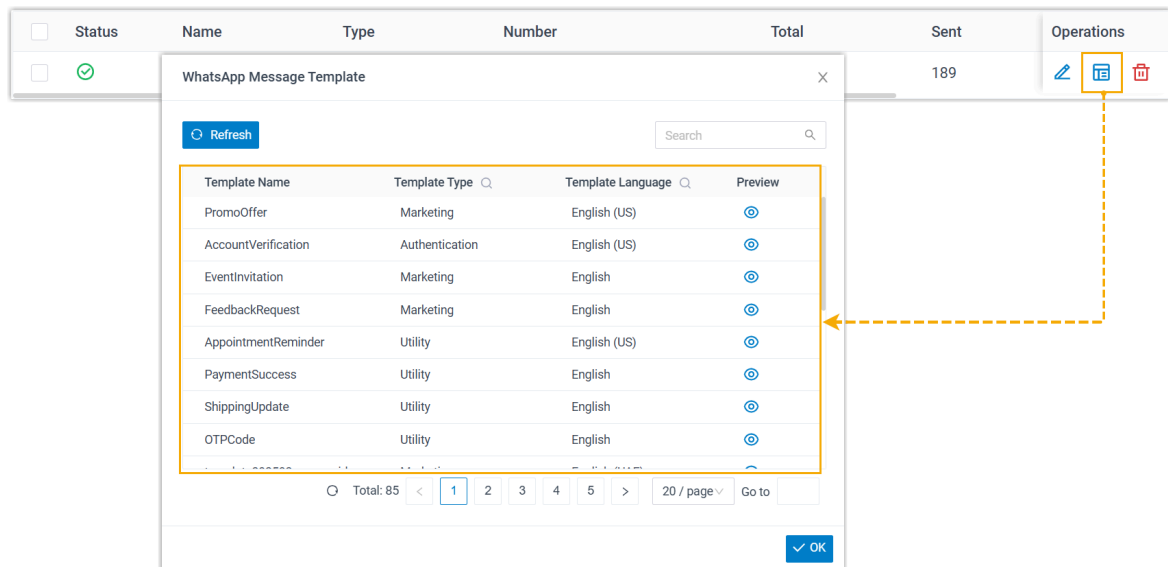 Status Name Type Number Total Sent Operations
189
WhatsApp Message Template
Refresh
Search
Template Name Template Type Template Language Preview
PromoOffer Marketing English (US)
AccountVerification Authentication English (US)
EventInvitation Marketing English
FeedbackRequest Marketing English
AppointmentReminder Utility English (US)
PaymentSuccess Utility English
ShippingUpdate Utility English
OTPCode Utility English
Total: 85 < 1 2 3 4 5 > 20 / page Go to
OK